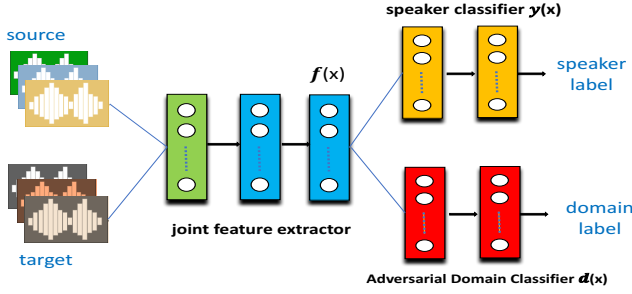 speaker classifier y(x)
source
f(x)
speaker
label
joint feature extractor
domain
label
target
Adversarial Domain Classifier d(x)